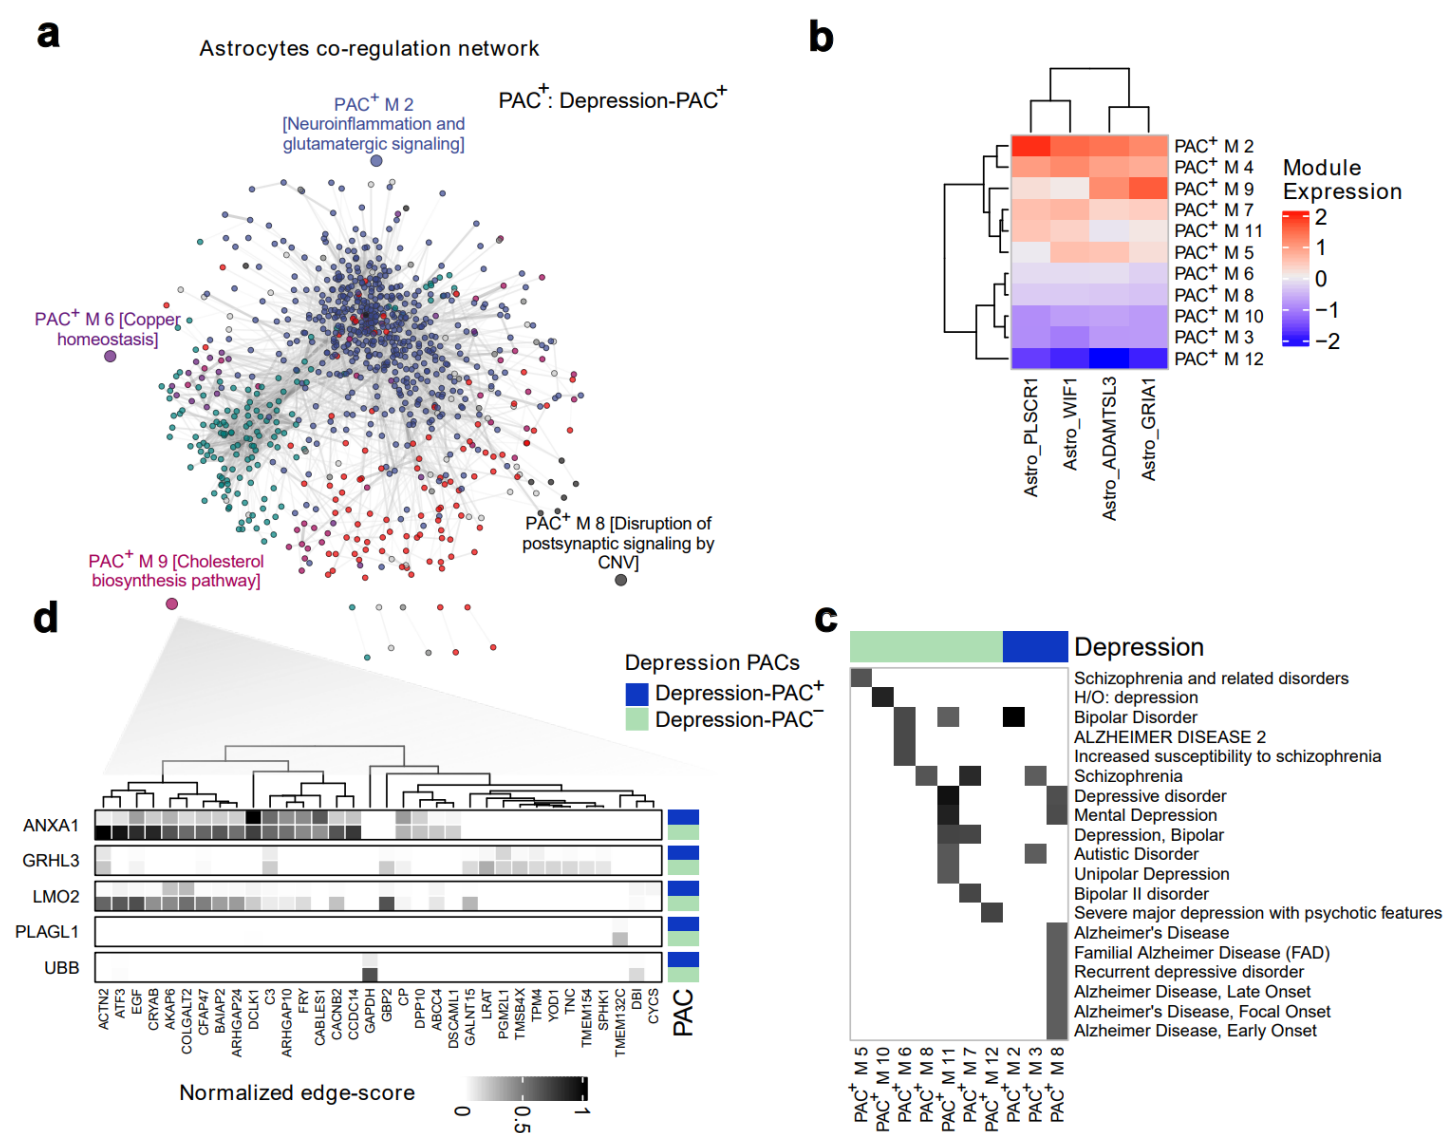 a
Astrocytes co-regulation network
PAC+: Depression-PAC+
PAC+ M 2
[Neuroinflammation and
glutamatergic signaling]
PAC+ M 6 [Copper
homeostasis]
PAC+ M 8 [Disruption of
postsynaptic signaling by
CNV]
PAC+ M 9 [Cholesterol
biosynthesis pathway]
b
PAC+ M 2
PAC+ M 4
PAC+ M 9
PAC+ M 7
PAC+ M 11
PAC+ M 5
PAC+ M 6
PAC+ M 8
PAC+ M 10
PAC+ M 3
PAC+ M 12
Module
Expression
2
1
0
−1
−2
Astro_PLSCR1
Astro_WIF1
Astro_ADAMTSL3
Astro_GRIA1
d
Depression PACs
Depression-PAC+
Depression-PAC−
ANXA1
GRHL3
LMO2
PLAGL1
UBB
ACTN2
ATF3
EGF
CRYAB
AKAP6
COLGALT2
CFAP47
BAIAP2
ARHGAP24
DCLK1
C3
ARHGAP10
FRY
CABLES1
CACNB2
CCDC14
GAPDH
GBP2
CP
DPP10
ABCC4
DSCAML1
GALNT15
LRAT
PGM2L1
TMSB4X
TPM4
YOD1
TNC
TMEM154
SPHK1
TMEM132C
DBI
CYCS
PAC
Normalized edge-score
0
0.5
1
c
Depression
Schizophrenia and related disorders
H/O: depression
Bipolar Disorder
ALZHEIMER DISEASE 2
Increased susceptibility to schizophrenia
Schizophrenia
Depressive disorder
Mental Depression
Depression, Bipolar
Autistic Disorder
Unipolar Depression
Bipolar II disorder
Severe major depression with psychotic features
Alzheimer's Disease
Familial Alzheimer Disease (FAD)
Recurrent depressive disorder
Alzheimer Disease, Late Onset
Alzheimer's Disease, Focal Onset
Alzheimer Disease, Early Onset
PAC+ M 5
PAC+ M 10
PAC+ M 6
PAC+ M 8
PAC+ M 11
PAC+ M 7
PAC+ M 12
PAC+ M 2
PAC+ M 3
PAC+ M 8